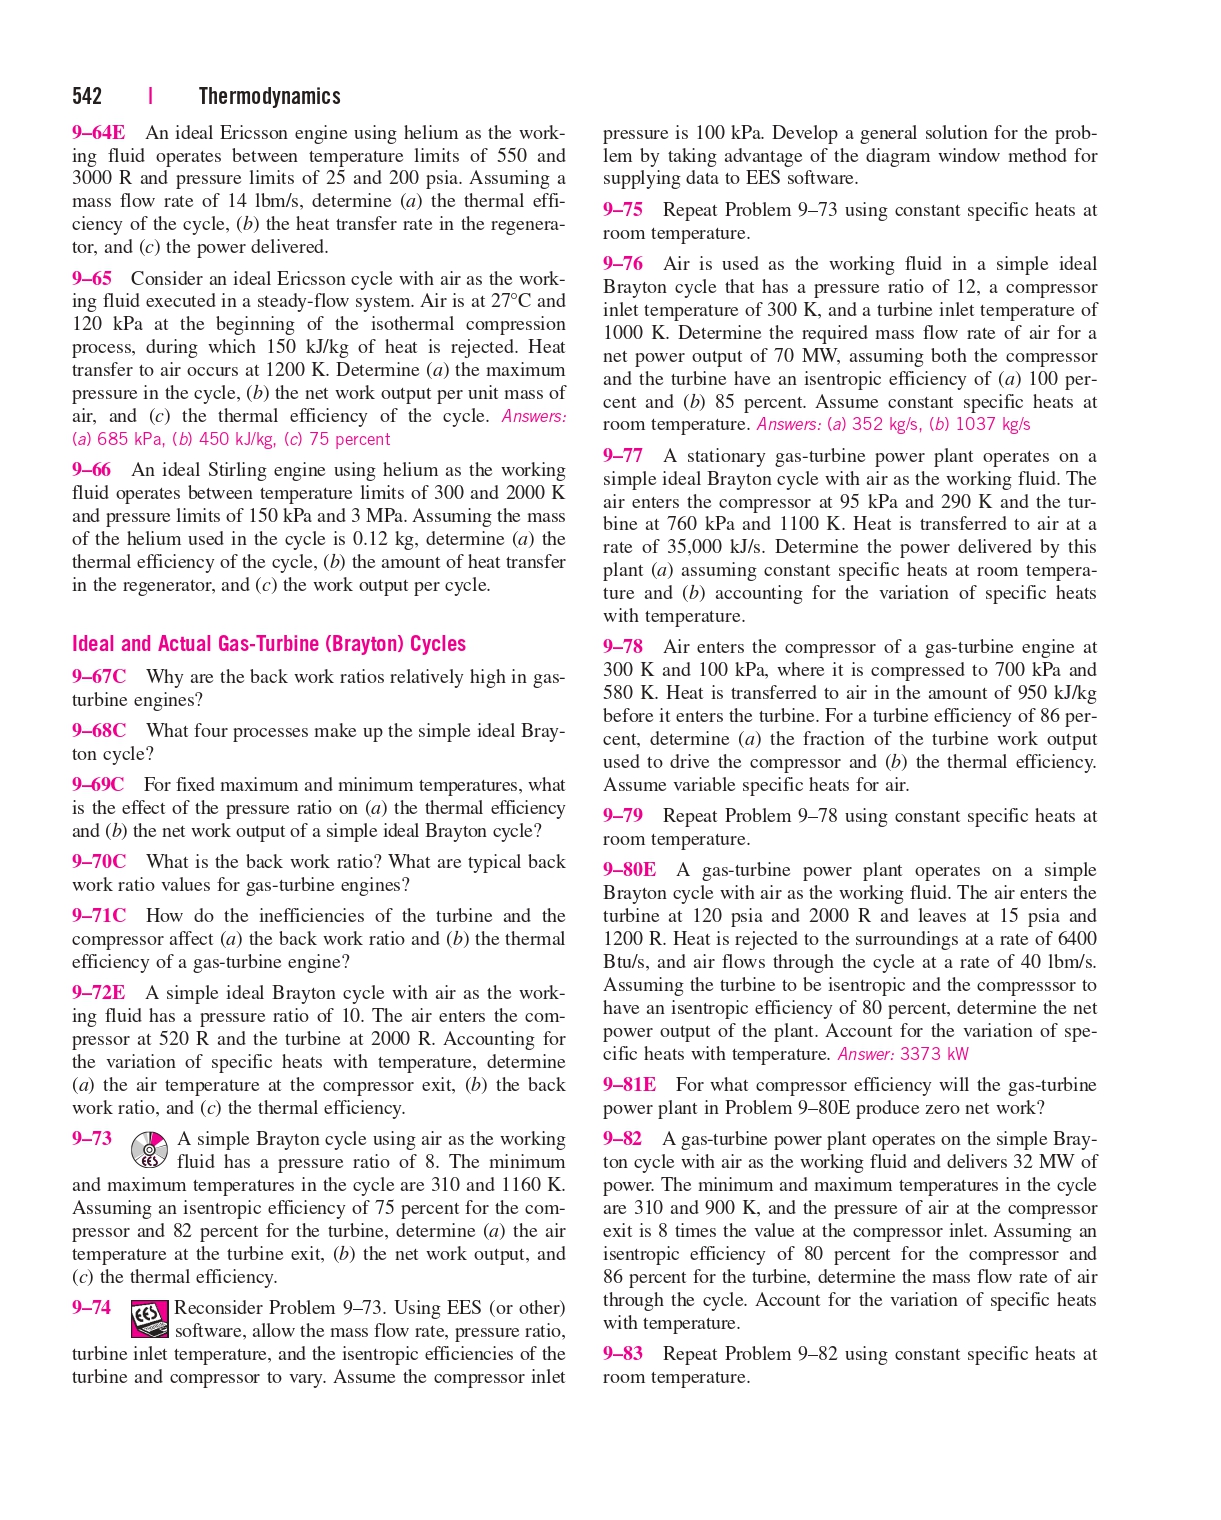 542 | Thermodynamics
9–64E An ideal Ericsson engine using helium as the work-
ing fluid operates between temperature limits of 550 and
3000 R and pressure limits of 25 and 200 psia. Assuming a
mass flow rate of 14 lbm/s, determine (a) the thermal effi-
ciency of the cycle, (b) the heat transfer rate in the regenera-
tor, and (c) the power delivered.
9–65 Consider an ideal Ericsson cycle with air as the work-
ing fluid executed in a steady-flow system. Air is at 27°C and
120 kPa at the beginning of the isothermal compression
process, during which 150 kJ/kg of heat is rejected. Heat
transfer to air occurs at 1200 K. Determine (a) the maximum
pressure in the cycle, (b) the net work output per unit mass of
air, and (c) the thermal efficiency of the cycle. Answers:
(a) 685 kPa, (b) 450 kJ/kg, (c) 75 percent
9–66 An ideal Stirling engine using helium as the working
fluid operates between temperature limits of 300 and 2000 K
and pressure limits of 150 kPa and 3 MPa. Assuming the mass
of the helium used in the cycle is 0.12 kg, determine (a) the
thermal efficiency of the cycle, (b) the amount of heat transfer
in the regenerator, and (c) the work output per cycle.
Ideal and Actual Gas-Turbine (Brayton) Cycles
9–67C Why are the back work ratios relatively high in gas-
turbine engines?
9–68C What four processes make up the simple ideal Bray-
ton cycle?
9–69C For fixed maximum and minimum temperatures, what
is the effect of the pressure ratio on (a) the thermal efficiency
and (b) the net work output of a simple ideal Brayton cycle?
9–70C What is the back work ratio? What are typical back
work ratio values for gas-turbine engines?
9–71C How do the inefficiencies of the turbine and the
compressor affect (a) the back work ratio and (b) the thermal
efficiency of a gas-turbine engine?
9–72E A simple ideal Brayton cycle with air as the work-
ing fluid has a pressure ratio of 10. The air enters the com-
pressor at 520 R and the turbine at 2000 R. Accounting for
the variation of specific heats with temperature, determine
(a) the air temperature at the compressor exit, (b) the back
work ratio, and (c) the thermal efficiency.
9–73 EES A simple Brayton cycle using air as the working
fluid has a pressure ratio of 8. The minimum
and maximum temperatures in the cycle are 310 and 1160 K.
Assuming an isentropic efficiency of 75 percent for the com-
pressor and 82 percent for the turbine, determine (a) the air
temperature at the turbine exit, (b) the net work output, and
(c) the thermal efficiency.
9–74 EES Reconsider Problem 9–73. Using EES (or other)
software, allow the mass flow rate, pressure ratio,
turbine inlet temperature, and the isentropic efficiencies of the
turbine and compressor to vary. Assume the compressor inlet
pressure is 100 kPa. Develop a general solution for the prob-
lem by taking advantage of the diagram window method for
supplying data to EES software.
9–75 Repeat Problem 9–73 using constant specific heats at
room temperature.
9–76 Air is used as the working fluid in a simple ideal
Brayton cycle that has a pressure ratio of 12, a compressor
inlet temperature of 300 K, and a turbine inlet temperature of
1000 K. Determine the required mass flow rate of air for a
net power output of 70 MW, assuming both the compressor
and the turbine have an isentropic efficiency of (a) 100 per-
cent and (b) 85 percent. Assume constant specific heats at
room temperature. Answers: (a) 352 kg/s, (b) 1037 kg/s
9–77 A stationary gas-turbine power plant operates on a
simple ideal Brayton cycle with air as the working fluid. The
air enters the compressor at 95 kPa and 290 K and the tur-
bine at 760 kPa and 1100 K. Heat is transferred to air at a
rate of 35,000 kJ/s. Determine the power delivered by this
plant (a) assuming constant specific heats at room tempera-
ture and (b) accounting for the variation of specific heats
with temperature.
9–78 Air enters the compressor of a gas-turbine engine at
300 K and 100 kPa, where it is compressed to 700 kPa and
580 K. Heat is transferred to air in the amount of 950 kJ/kg
before it enters the turbine. For a turbine efficiency of 86 per-
cent, determine (a) the fraction of the turbine work output
used to drive the compressor and (b) the thermal efficiency.
Assume variable specific heats for air.
9–79 Repeat Problem 9–78 using constant specific heats at
room temperature.
9–80E A gas-turbine power plant operates on a simple
Brayton cycle with air as the working fluid. The air enters the
turbine at 120 psia and 2000 R and leaves at 15 psia and
1200 R. Heat is rejected to the surroundings at a rate of 6400
Btu/s, and air flows through the cycle at a rate of 40 lbm/s.
Assuming the turbine to be isentropic and the compresssor to
have an isentropic efficiency of 80 percent, determine the net
power output of the plant. Account for the variation of spe-
cific heats with temperature. Answer: 3373 kW
9–81E For what compressor efficiency will the gas-turbine
power plant in Problem 9–80E produce zero net work?
9–82 A gas-turbine power plant operates on the simple Bray-
ton cycle with air as the working fluid and delivers 32 MW of
power. The minimum and maximum temperatures in the cycle
are 310 and 900 K, and the pressure of air at the compressor
exit is 8 times the value at the compressor inlet. Assuming an
isentropic efficiency of 80 percent for the compressor and
86 percent for the turbine, determine the mass flow rate of air
through the cycle. Account for the variation of specific heats
with temperature.
9–83 Repeat Problem 9–82 using constant specific heats at
room temperature.